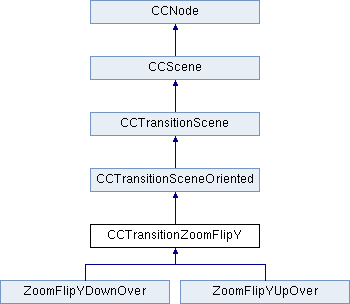 CCNode
CCScene
CCTransitionScene
CCTransitionSceneOriented
CCTransitionZoomFlipY
ZoomFlipYDownOver
ZoomFlipYUpOver